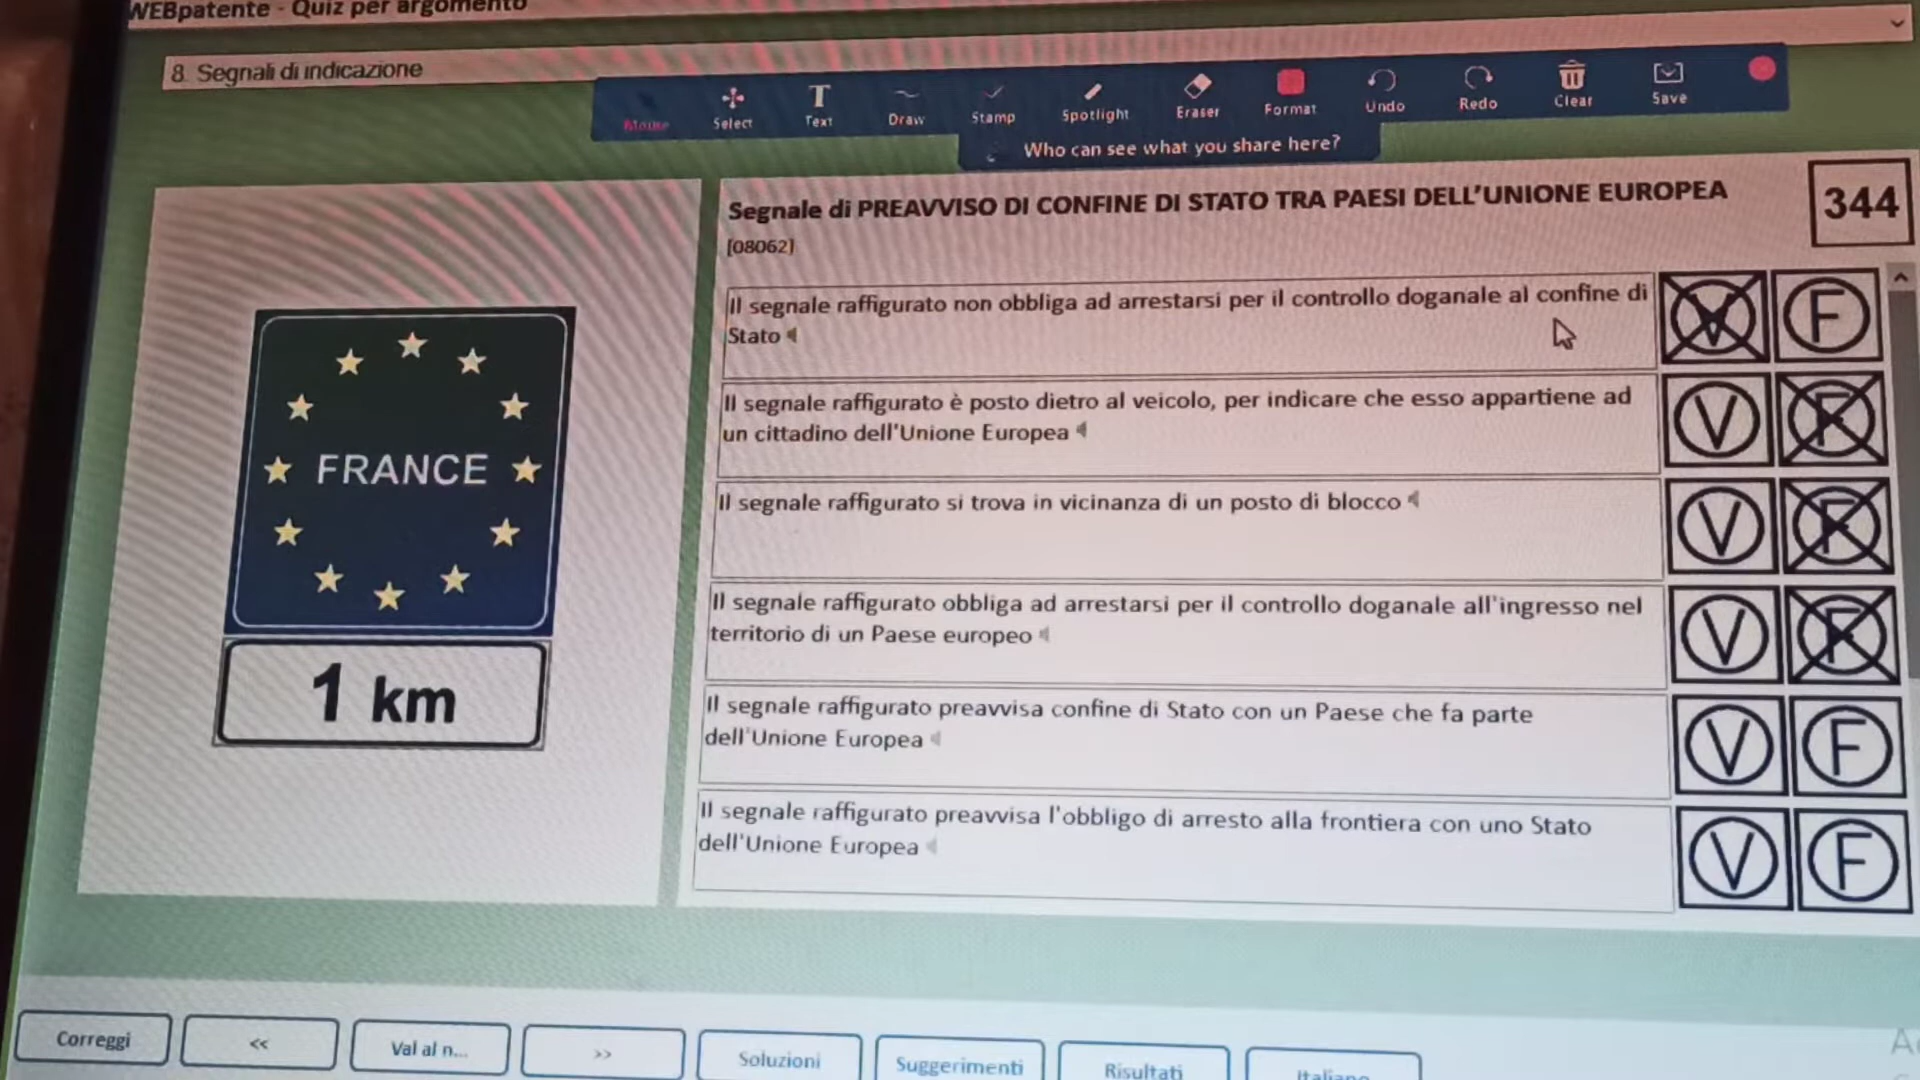 WEBpatente - Quiz per argomento
8. Segnali di indicazione
Mouse
Select
Text
Draw
Stamp
Spotlight
Eraser
Format
Undo
Redo
Clear
Save
Who can see what you share here?
Segnale di PREAVVISO DI CONFINE DI STATO TRA PAESI DELL'UNIONE EUROPEA
344
[08062]
Il segnale raffigurato non obbliga ad arrestarsi per il controllo doganale al confine di
Stato
V F
Il segnale raffigurato è posto dietro al veicolo, per indicare che esso appartiene ad
un cittadino dell'Unione Europea
V F
Il segnale raffigurato si trova in vicinanza di un posto di blocco
V F
Il segnale raffigurato obbliga ad arrestarsi per il controllo doganale all'ingresso nel
territorio di un Paese europeo
V F
Il segnale raffigurato preavvisa confine di Stato con un Paese che fa parte
dell'Unione Europea
V F
Il segnale raffigurato preavvisa l'obbligo di arresto alla frontiera con uno Stato
dell'Unione Europea
V F
FRANCE
1 km
Correggi
<<
Val al n...
>>
Soluzioni
Suggerimenti
Risultati
Italiano